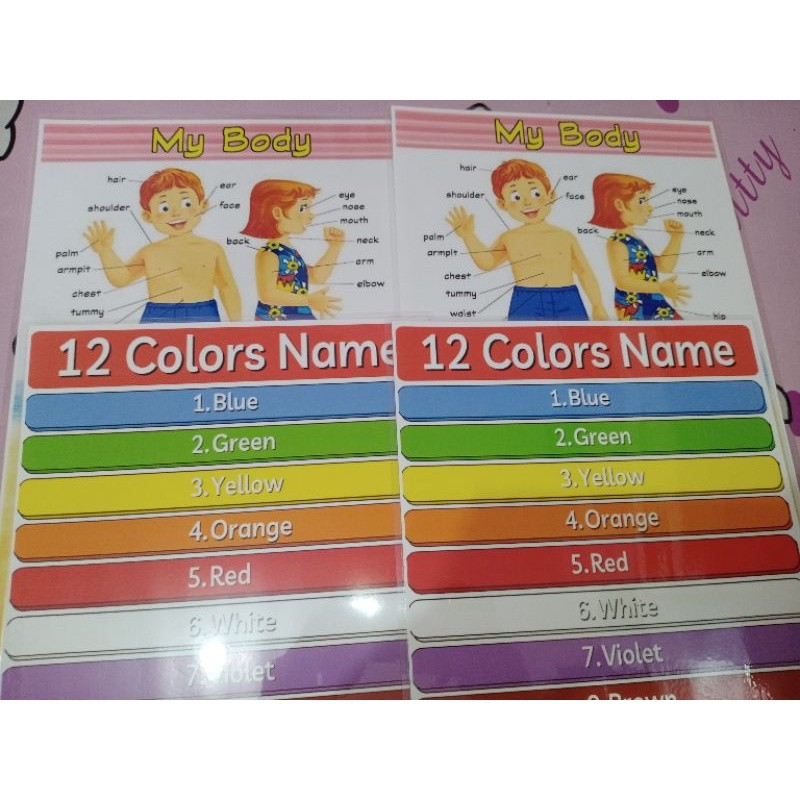 My Body
hair
ear
shoulder
face
eye
nose
mouth
back
neck
palm
armpit
arm
chest
elbow
tummy
My Body
hair
ear
shoulder
face
eye
nose
mouth
back
neck
palm
armpit
arm
chest
elbow
tummy
waist
hip
itty
12 Colors Name
1.Blue
2.Green
3.Yellow
4.Orange
5.Red
6.White
7.Violet
12 Colors Name
1.Blue
2.Green
3.Yellow
4.Orange
5.Red
6.White
7.Violet
8.Brown